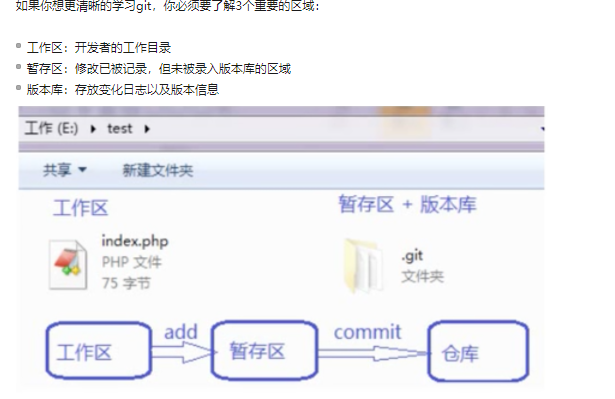 如果你想更清晰的学习git，你必须要了解3个重要的区域：
工作区：开发者的工作目录
暂存区：修改已被记录，但未被录入版本库的区域
版本库：存放变化日志以及版本信息
工作 (E:) test
共享 新建文件夹
工作区 暂存区 + 版本库
index.php
PHP 文件
75 字节
.git
文件夹
add commit
工作区 暂存区 仓库